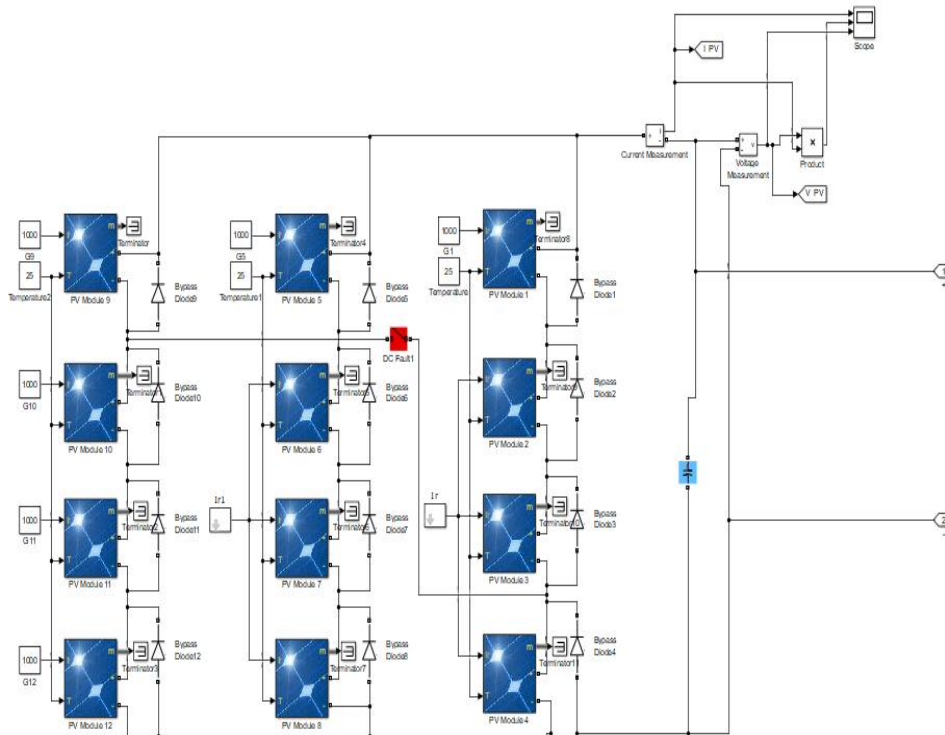 Scope
I PV
Current Measurement
Voltage
Measurement
Product
V PV
1000
G9
25
Temperature2
PV Module 9
Terminator
Bypass
Diode9
1000
G5
25
Temperature1
PV Module 5
Terminator4
Bypass
Diode5
1000
G1
25
Temperature
PV Module 1
Terminator8
Bypass
Diode1
DC Fault1
1000
G10
PV Module 10
Bypass
Diode10
PV Module 6
Bypass
Diode6
PV Module 2
Bypass
Diode2
1000
G11
PV Module 11
Terminator2
Bypass
Diode11
Ir1
PV Module 7
Bypass
Diode7
Ir
PV Module 3
Terminator10
Bypass
Diode3
1000
G12
PV Module 12
Terminator3
Bypass
Diode12
PV Module 8
Terminator7
Bypass
Diode8
PV Module 4
Terminator11
Bypass
Diode4